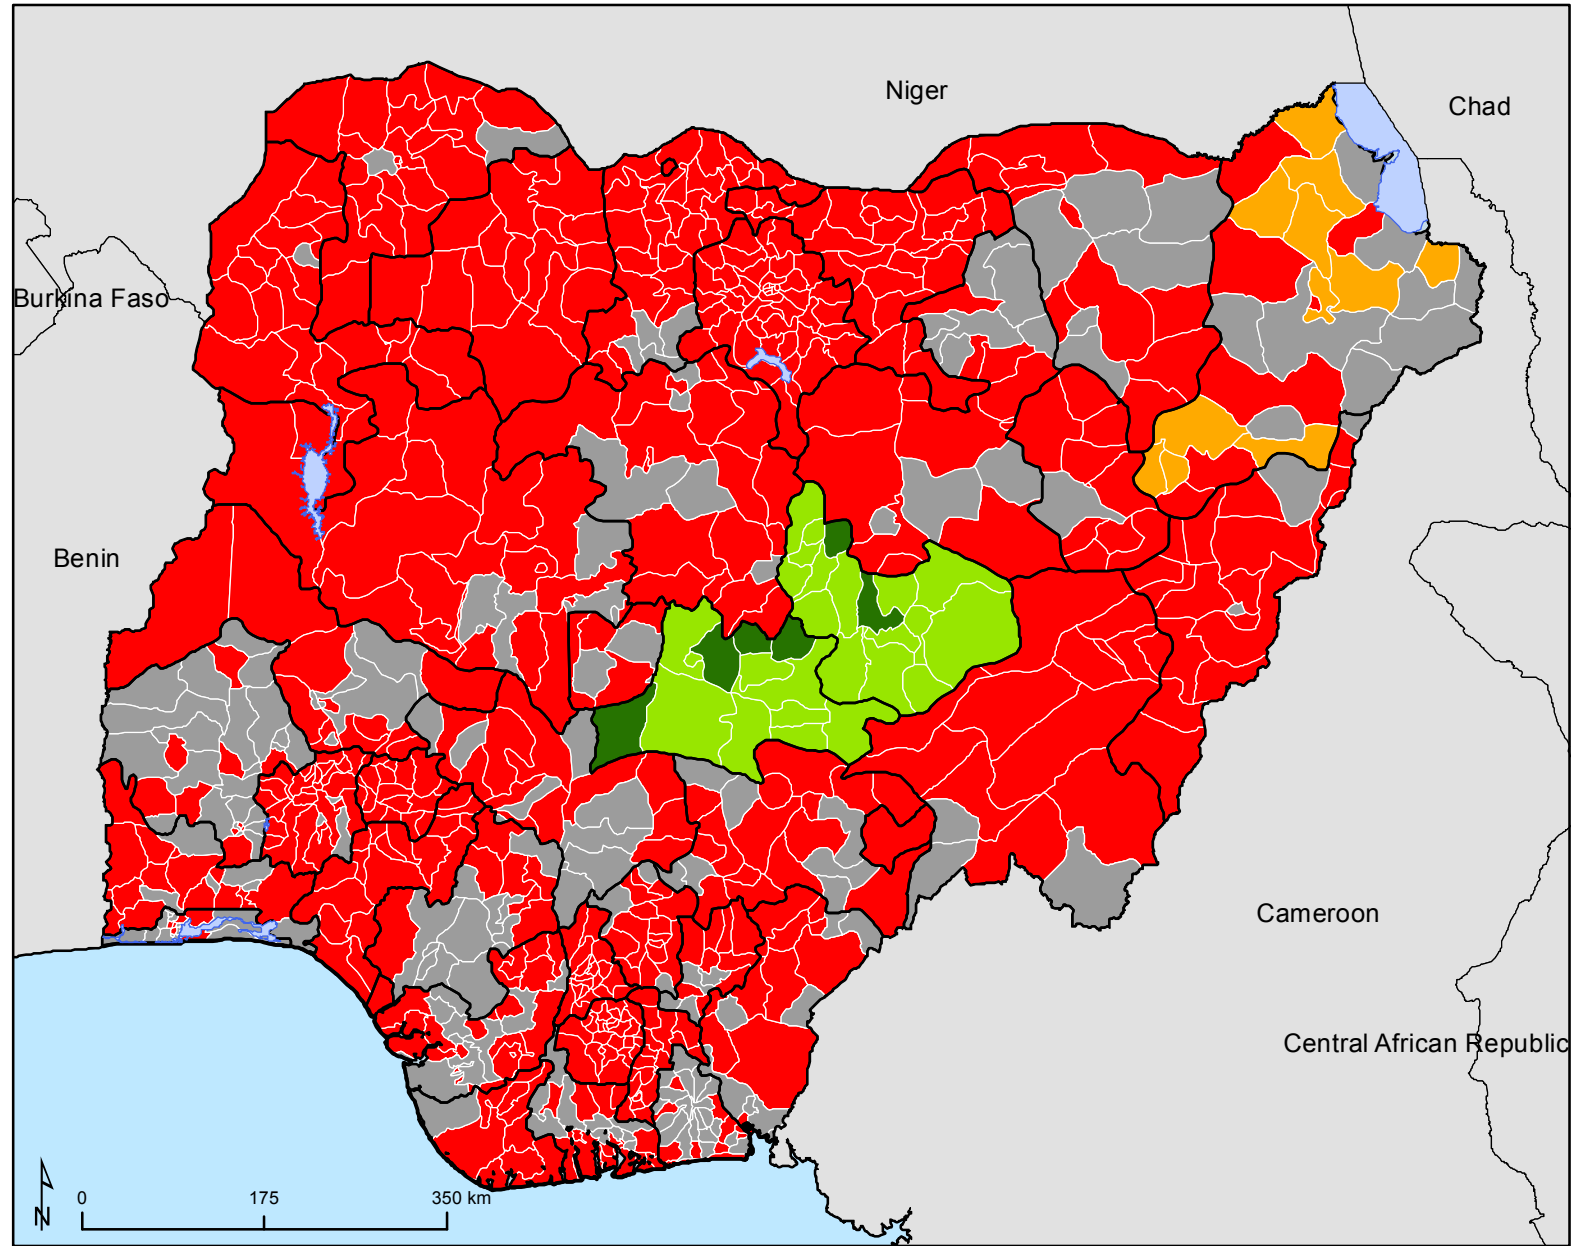 Niger
Chad
Burkina Faso
Benin
Cameroon
Central African Republic
N
0 175 350 km